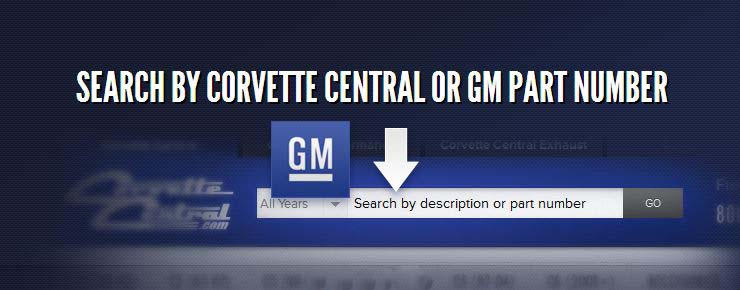 SEARCH BY CORVETTE CENTRAL OR GM PART NUMBER
Corvette Central Exhaust
GM
Corvette
Central
.com
All Years
Search by description or part number
GO